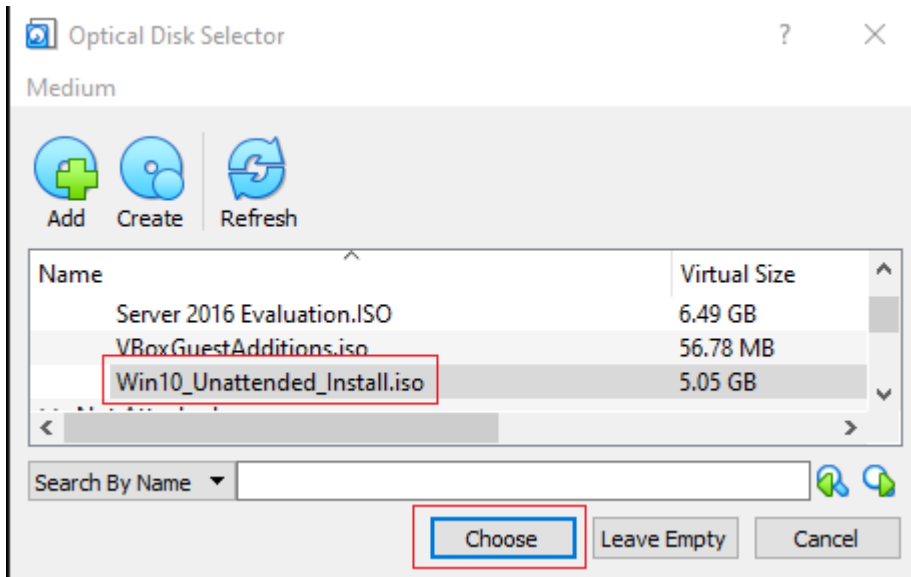 Optical Disk Selector ?
Medium
Add Create Refresh
Name Virtual Size
Server 2016 Evaluation.ISO 6.49 GB
VBoxGuestAdditions.iso 56.78 MB
Win10_Unattended_Install.iso 5.05 GB
Search By Name
Choose Leave Empty Cancel